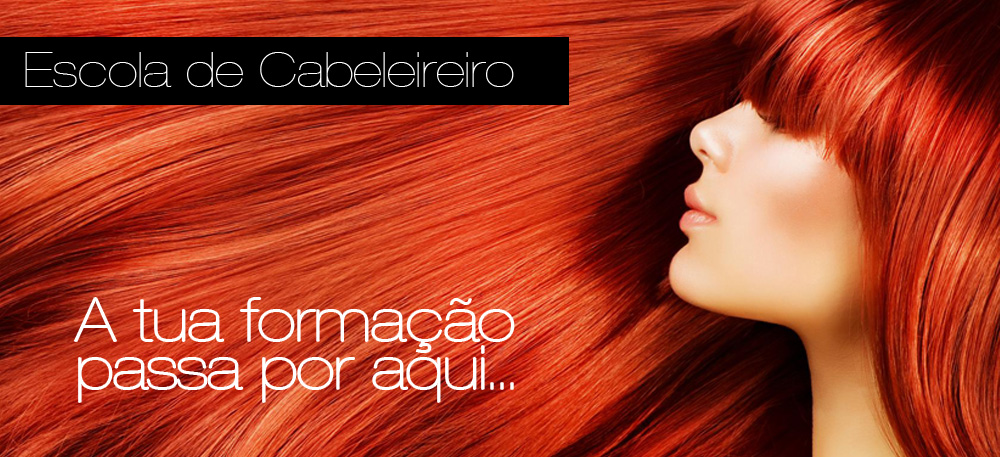 Escola de Cabeleireiro
A tua formação
passa por aqui...